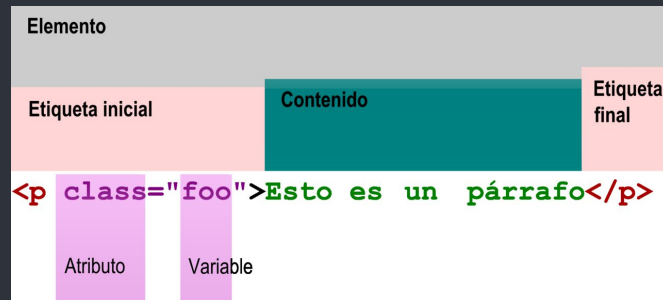 Elemento
Etiqueta inicial
Contenido
Etiqueta
final
<p class="foo">Esto es un párrafo</p>
Atributo
Variable